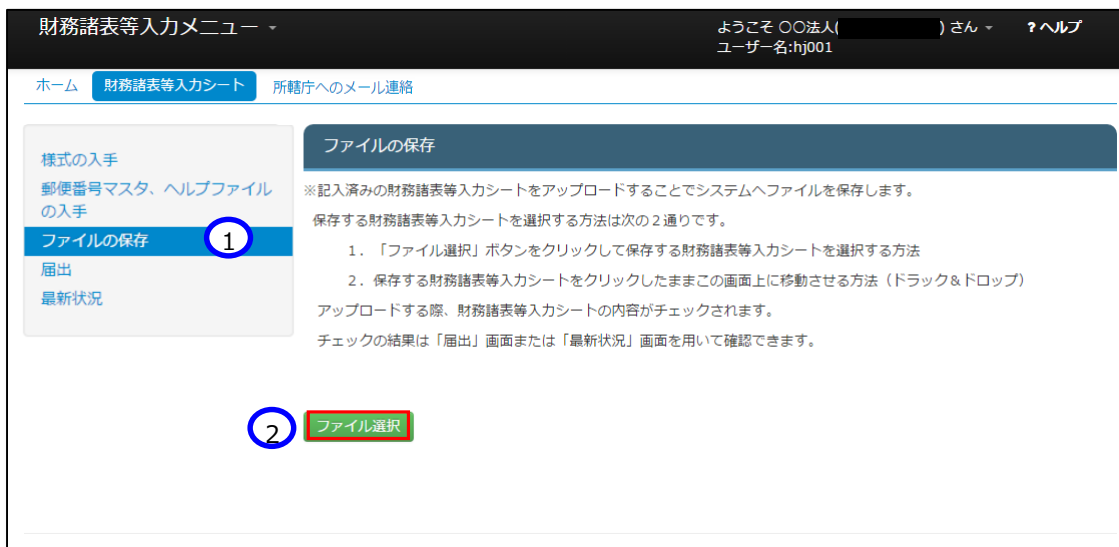 財務諸表等入力メニュー
ようこそ 〇〇法人( ) さん
ユーザー名:hj001
? ヘルプ
ホーム 財務諸表等入力シート 所轄庁へのメール連絡
様式の入手
郵便番号マスタ、ヘルプファイル
の入手
ファイルの保存 1
届出
最新状況
ファイルの保存
※記入済みの財務諸表等入力シートをアップロードすることでシステムへファイルを保存します。
保存する財務諸表等入力シートを選択する方法は次の2通りです。
1. 「ファイル選択」ボタンをクリックして保存する財務諸表等入力シートを選択する方法
2. 保存する財務諸表等入力シートをクリックしたままこの画面上に移動させる方法(ドラック&ドロップ)
アップロードする際、財務諸表等入力シートの内容がチェックされます。
チェックの結果は「届出」画面または「最新状況」画面を用いて確認できます。
2 ファイル選択